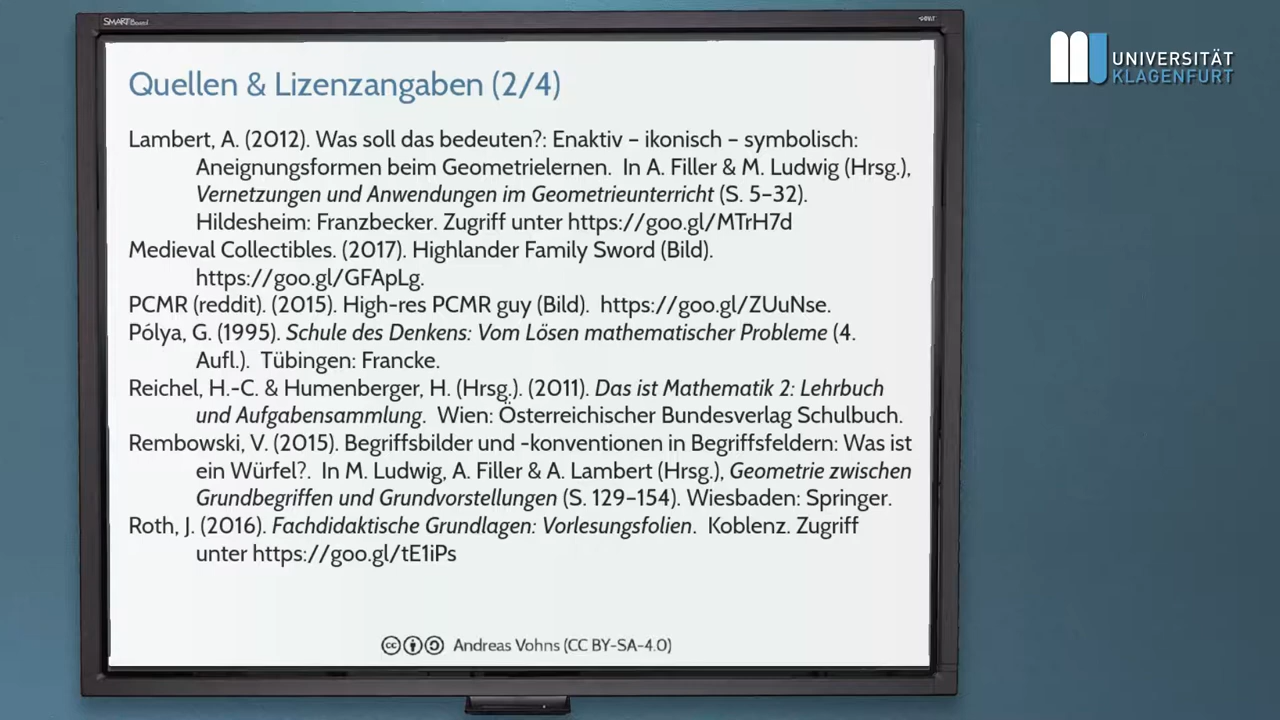 SMART Board
UNIVERSITÄT
KLAGENFURT
Quellen & Lizenzangaben (2/4)
Lambert, A. (2012). Was soll das bedeuten?: Enaktiv – ikonisch – symbolisch:
Aneignungsformen beim Geometrielernen. In A. Filler & M. Ludwig (Hrsg.),
Vernetzungen und Anwendungen im Geometrieunterricht (S. 5–32).
Hildesheim: Franzbecker. Zugriff unter https://goo.gl/MTrH7d
Medieval Collectibles. (2017). Highlander Family Sword (Bild).
https://goo.gl/GFApLg.
PCMR (reddit). (2015). High-res PCMR guy (Bild). https://goo.gl/ZUuNse.
Pólya, G. (1995). Schule des Denkens: Vom Lösen mathematischer Probleme (4.
Aufl.). Tübingen: Francke.
Reichel, H.-C. & Humenberger, H. (Hrsg.). (2011). Das ist Mathematik 2: Lehrbuch
und Aufgabensammlung. Wien: Österreichischer Bundesverlag Schulbuch.
Rembowski, V. (2015). Begriffsbilder und -konventionen in Begriffsfeldern: Was ist
ein Würfel?. In M. Ludwig, A. Filler & A. Lambert (Hrsg.), Geometrie zwischen
Grundbegriffen und Grundvorstellungen (S. 129–154). Wiesbaden: Springer.
Roth, J. (2016). Fachdidaktische Grundlagen: Vorlesungsfolien. Koblenz. Zugriff
unter https://goo.gl/tE1iPs
Andreas Vohns (CC BY-SA-4.0)